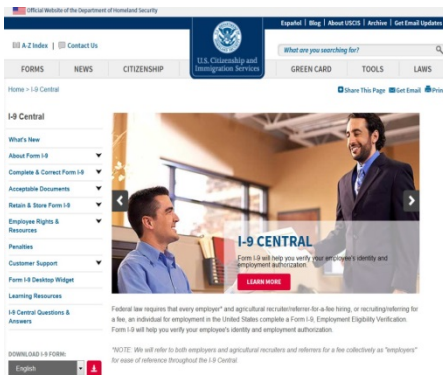 Official Website of the Department of Homeland Security
Español | Blog | About USCIS | Archive | Get Email Updates
A-Z Index | Contact Us
What are you searching for?
U.S. Citizenship and
Immigration Services
FORMS NEWS CITIZENSHIP GREEN CARD TOOLS LAWS
Home > I-9 Central
Share This Page Get Email Prin
I-9 Central
What's New
About Form I-9
Complete & Correct Form I-9
Acceptable Documents
Retain & Store Form I-9
Employee Rights &
Resources
Penalties
Customer Support
Form I-9 Desktop Widget
Learning Resources
I-9 Central Questions &
Answers
DOWNLOAD I-9 FORM:
English
I-9 CENTRAL
Form I-9 will help you verify your employee's identity and
employment authorization.
LEARN MORE
Federal law requires that every employer* and agricultural recruiter/referrer-for-a-fee hiring, or recruiting/referring for
a fee, an individual for employment in the United States complete a Form I-9, Employment Eligibility Verification.
Form I-9 will help you verify your employee's identity and employment authorization.
*NOTE: We will refer to both employers and agricultural recruiters and referrers for a fee collectively as "employers"
for ease of reference throughout the I-9 Central.